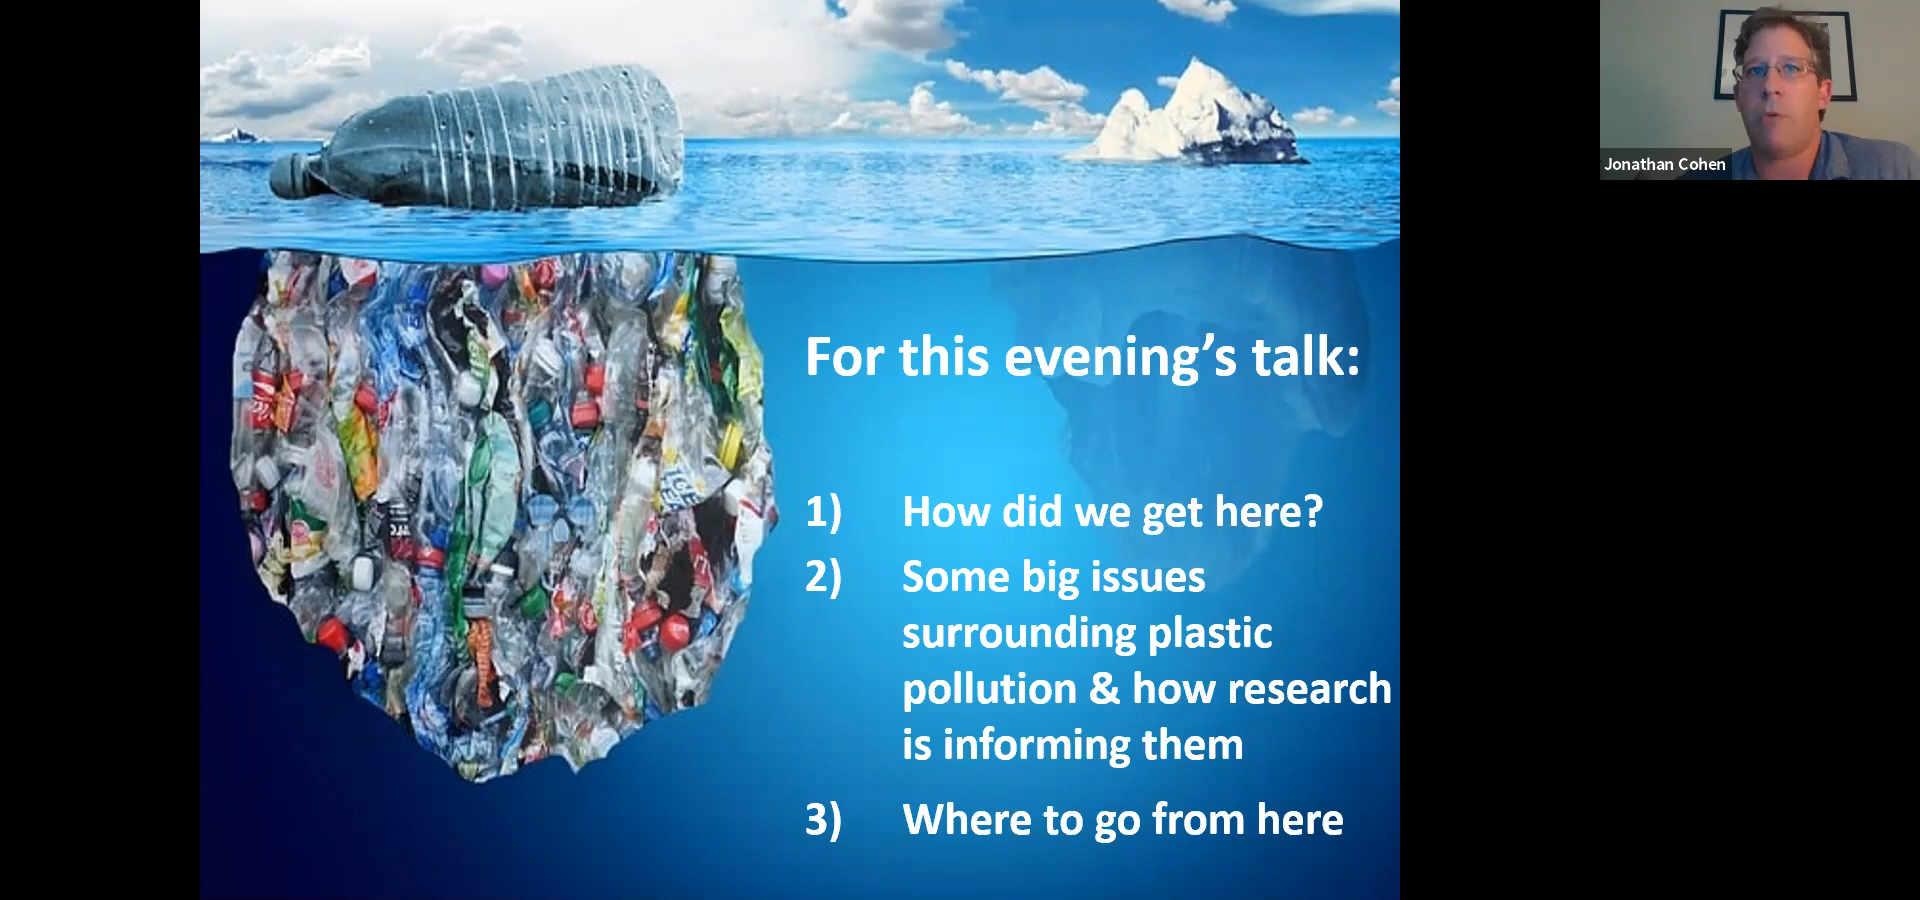 Jonathan Cohen
For this evening’s talk:
1) How did we get here?
2) Some big issues
surrounding plastic
pollution & how research
is informing them
3) Where to go from here